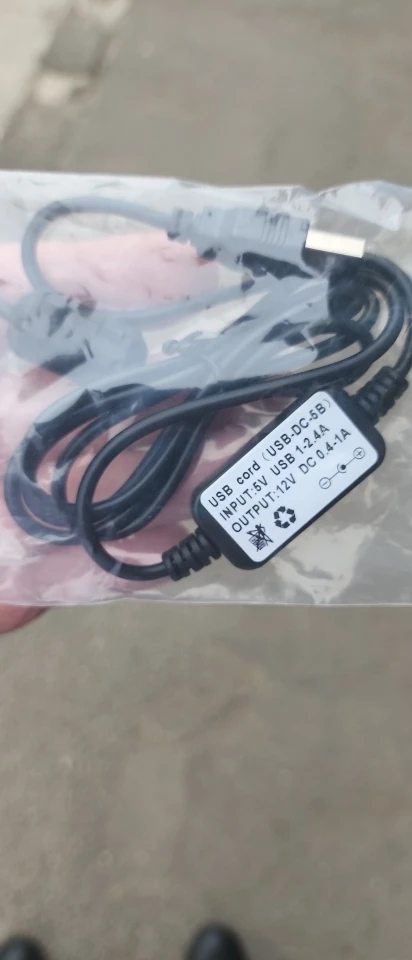 USB cord (USB-DC-5B)
INPUT:5V USB 1-2.4A
OUTPUT:12V DC 0.4-1A